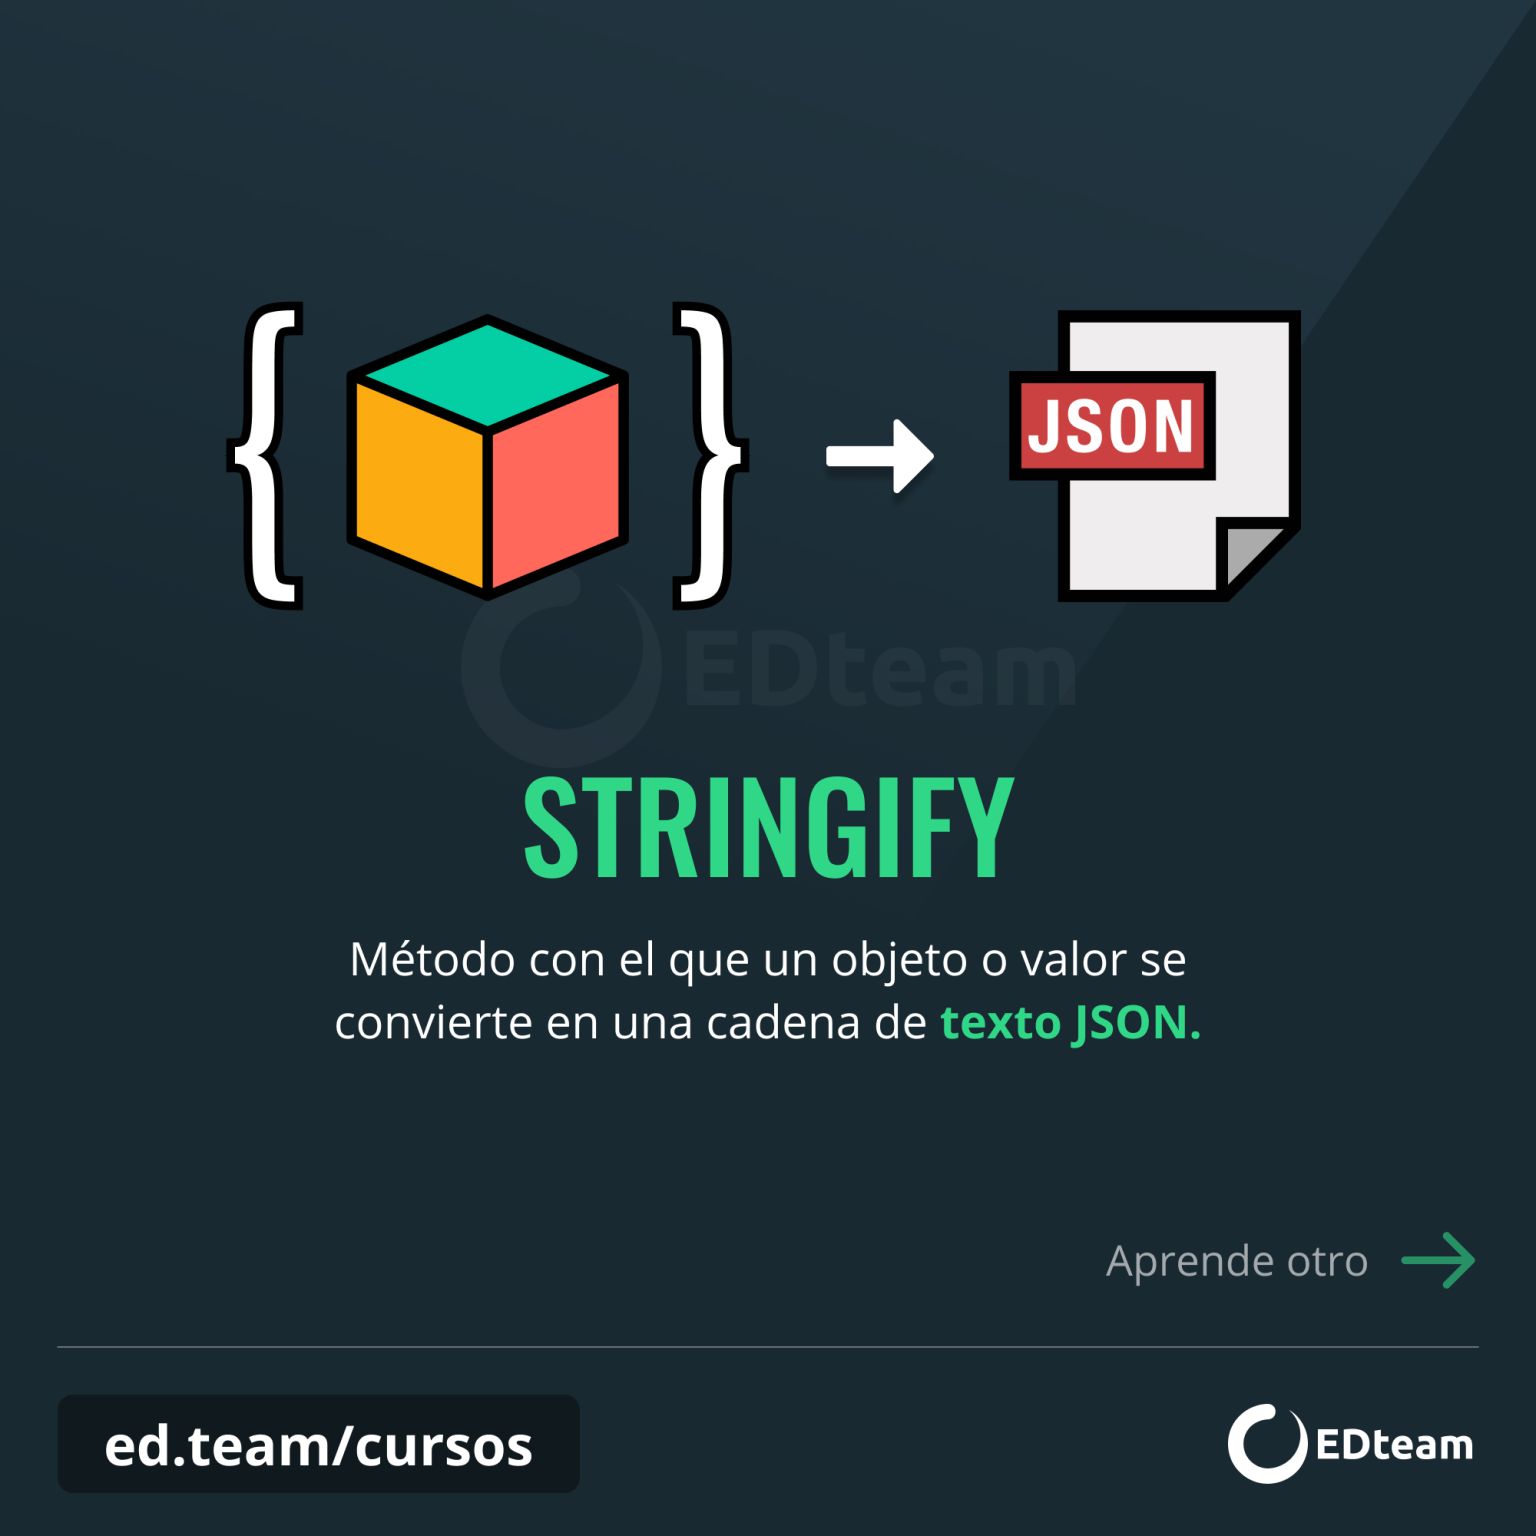 { }
JSON
EDteam
STRINGIFY
Método con el que un objeto o valor se
convierte en una cadena de texto JSON.
Aprende otro
ed.team/cursos
EDteam